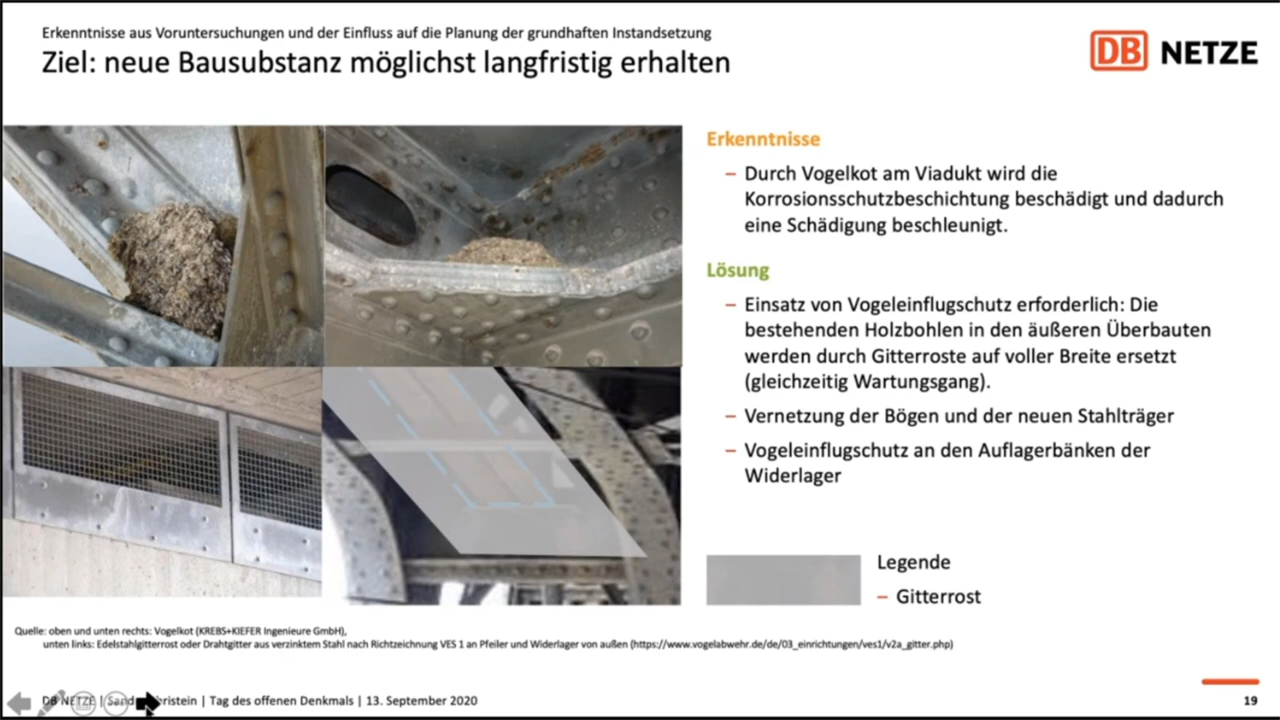 Erkenntnisse aus Voruntersuchungen und der Einfluss auf die Planung der grundhaften Instandsetzung
Ziel: neue Bausubstanz möglichst langfristig erhalten
DB NETZE
Erkenntnisse
– Durch Vogelkot am Viadukt wird die
Korrosionsschutzbeschichtung beschädigt und dadurch
eine Schädigung beschleunigt.
Lösung
– Einsatz von Vogeleinflugschutz erforderlich: Die
bestehenden Holzbohlen in den äußeren Überbauten
werden durch Gitterroste auf voller Breite ersetzt
(gleichzeitig Wartungsgang).
– Vernetzung der Bögen und der neuen Stahlträger
– Vogeleinflugschutz an den Auflagerbänken der
Widerlager
Legende
– Gitterrost
Quelle: oben und unten rechts: Vogelkot (KREBS+KIEFER Ingenieure GmbH),
unten links: Edelstahlgitterrost oder Drahtgitter aus verzinktem Stahl nach Richtzeichnung VES 1 an Pfeiler und Widerlager von außen (https://www.vogelabwehr.de/de/03_einrichtungen/ves1/v2a_gitter.php)
DB NETZE | | Tag des offenen Denkmals | 13. September 2020
19